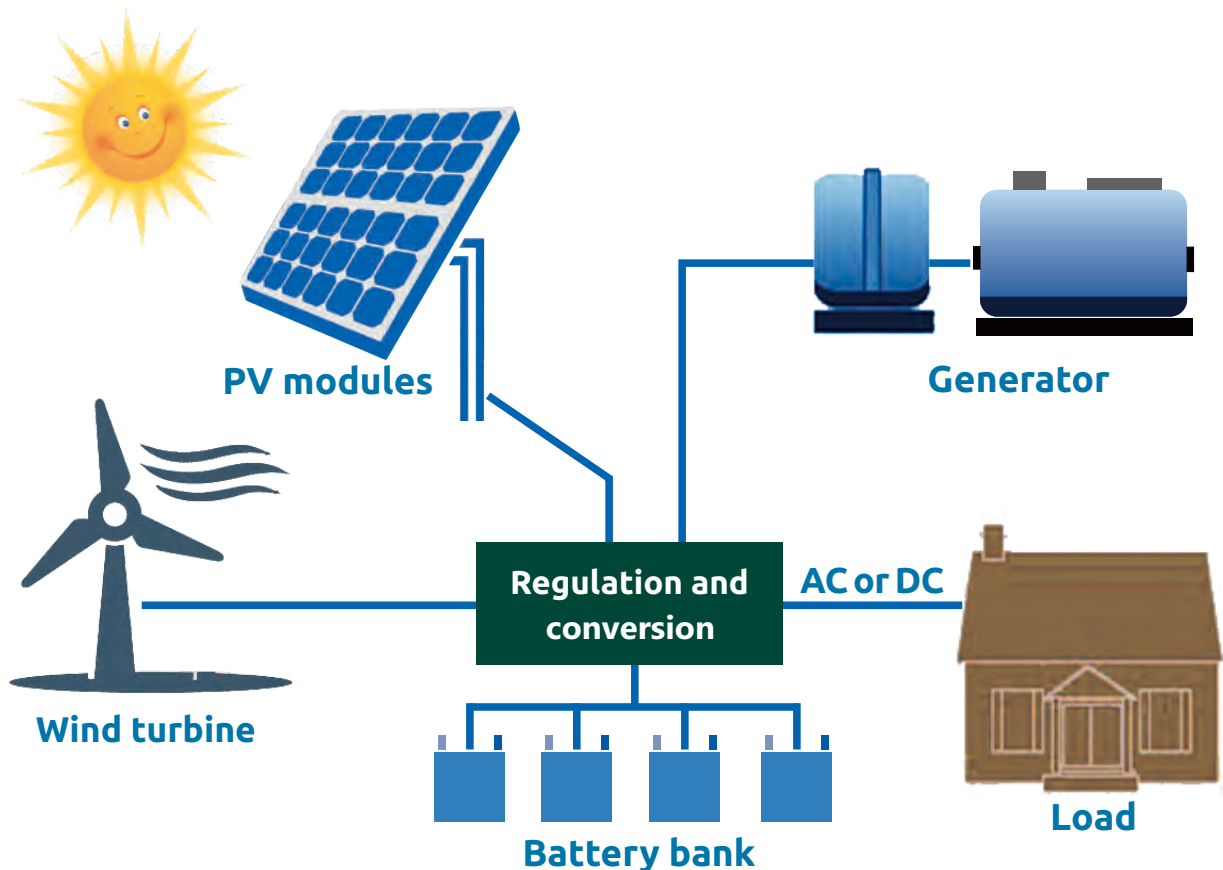 PV modules
Generator
Regulation and
conversion
AC or DC
Wind turbine
Load
Battery bank